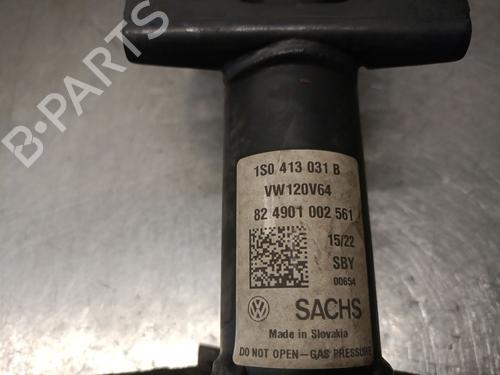 B-PARTS
1S0 413 031 B
VW120V64
82 4901 002 561
15/22
SBY
00654
SACHS
Made in Slovakia
DO NOT OPEN-GAS PRESSURE